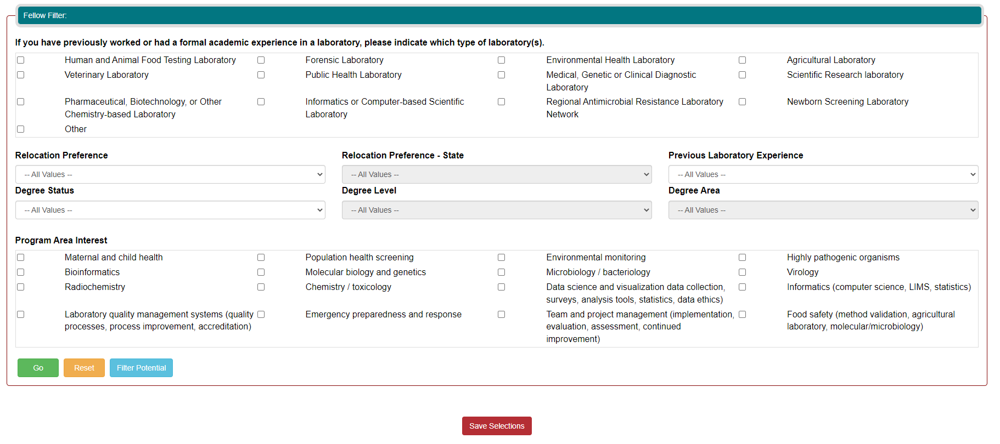 Fellow Filter:
If you have previously worked or had a formal academic experience in a laboratory, please indicate which type of laboratory(s).
Human and Animal Food Testing Laboratory
Forensic Laboratory
Environmental Health Laboratory
Agricultural Laboratory
Veterinary Laboratory
Public Health Laboratory
Medical, Genetic or Clinical Diagnostic
Laboratory
Scientific Research laboratory
Pharmaceutical, Biotechnology, or Other
Chemistry-based Laboratory
Informatics or Computer-based Scientific
Laboratory
Regional Antimicrobial Resistance Laboratory
Network
Newborn Screening Laboratory
Other
Relocation Preference
-- All Values --
Relocation Preference - State
-- All Values --
Previous Laboratory Experience
-- All Values --
Degree Status
-- All Values --
Degree Level
-- All Values --
Degree Area
-- All Values --
Program Area Interest
Maternal and child health
Population health screening
Environmental monitoring
Highly pathogenic organisms
Bioinformatics
Molecular biology and genetics
Microbiology / bacteriology
Virology
Radiochemistry
Chemistry / toxicology
Data science and visualization data collection,
surveys, analysis tools, statistics, data ethics)
Informatics (computer science, LIMS, statistics)
Laboratory quality management systems (quality
processes, process improvement, accreditation)
Emergency preparedness and response
Team and project management (implementation,
evaluation, assessment, continued
improvement)
Food safety (method validation, agricultural
laboratory, molecular/microbiology)
Go
Reset
Filter Potential
Save Selections